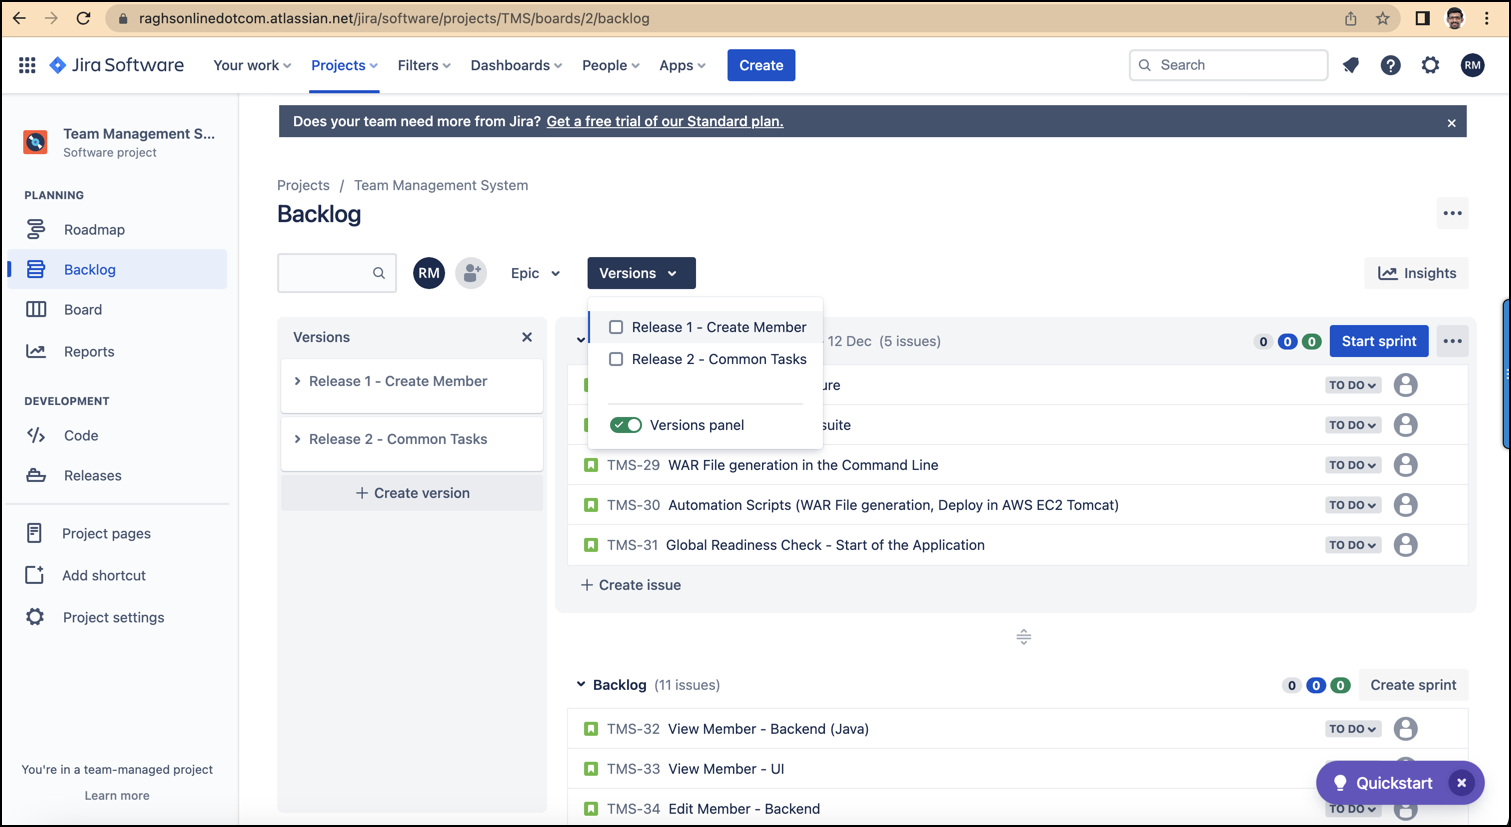 raghsonlinedotcom.atlassian.net/jira/software/projects/TMS/boards/2/backlog
Jira Software Your work Projects Filters Dashboards People Apps Create Search RM
Does your team need more from Jira? Get a free trial of our Standard plan.
Team Management S...
Software project
PLANNING
Roadmap
Backlog
Board
Reports
DEVELOPMENT
Code
Releases
Project pages
Add shortcut
Project settings
You're in a team-managed project
Learn more
Projects / Team Management System
Backlog
RM Epic Versions Insights
Versions
Release 1 - Create Member
Release 2 - Common Tasks
+ Create version
Release 1 - Create Member
Release 2 - Common Tasks
Versions panel
- 12 Dec (5 issues) 0 0 0 Start sprint
ure TO DO
suite TO DO
TMS-29 WAR File generation in the Command Line TO DO
TMS-30 Automation Scripts (WAR File generation, Deploy in AWS EC2 Tomcat) TO DO
TMS-31 Global Readiness Check - Start of the Application TO DO
+ Create issue
Backlog (11 issues) 0 0 0 Create sprint
TMS-32 View Member - Backend (Java) TO DO
TMS-33 View Member - UI
Quickstart
TMS-34 Edit Member - Backend TO DO